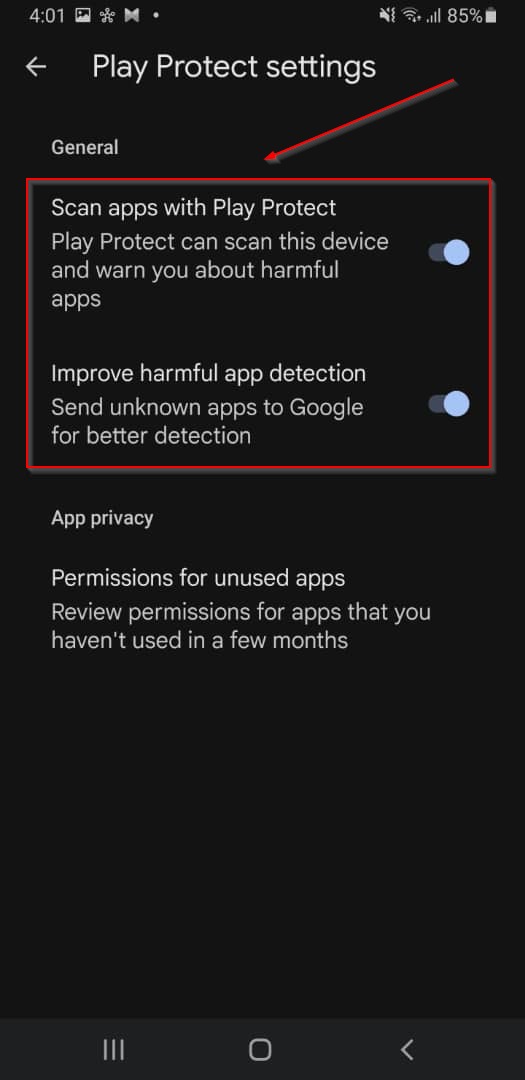 4:01 85%
Play Protect settings
General
Scan apps with Play Protect
Play Protect can scan this device
and warn you about harmful
apps
Improve harmful app detection
Send unknown apps to Google
for better detection
App privacy
Permissions for unused apps
Review permissions for apps that you
haven't used in a few months